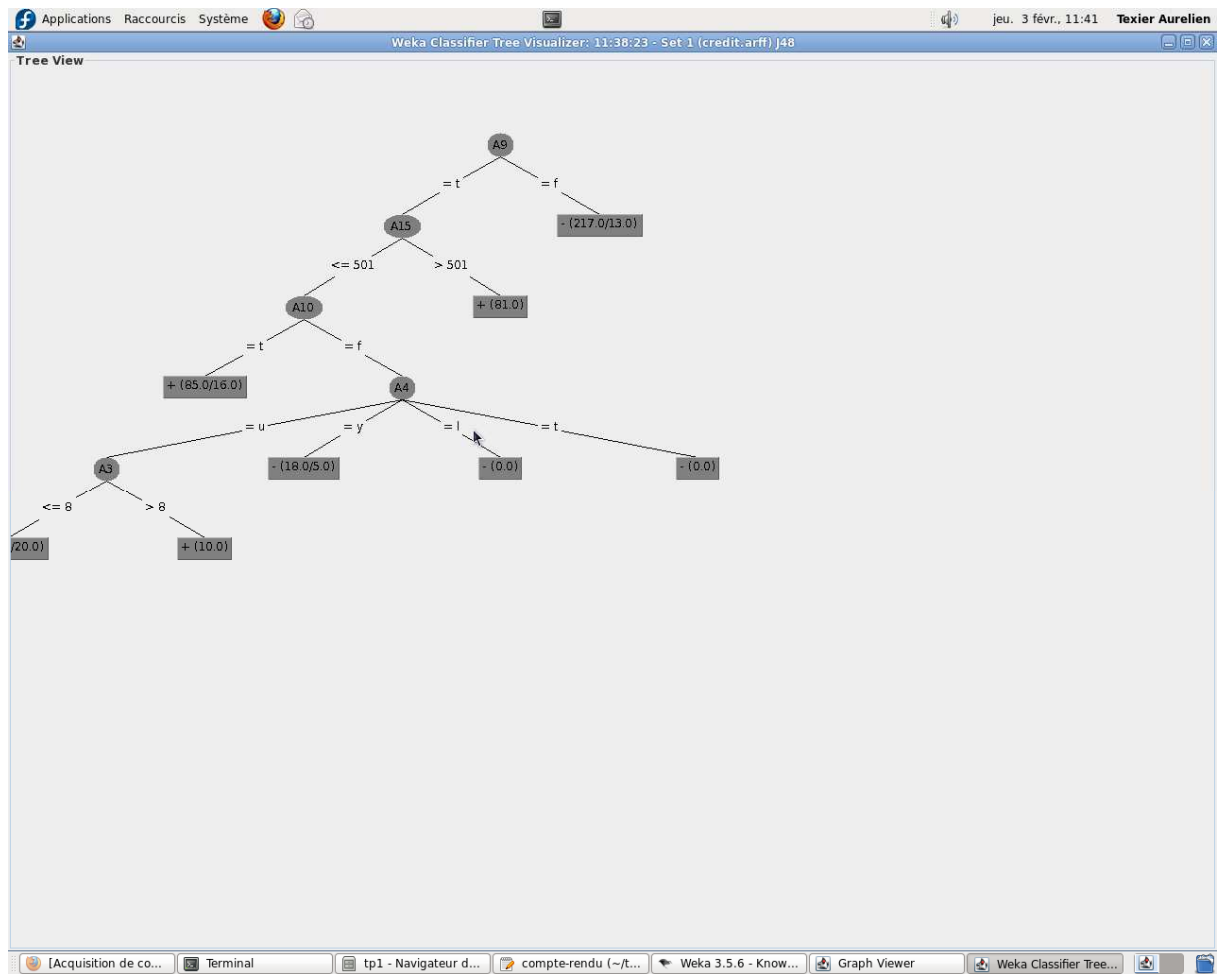 Applications Raccourcis Système jeu. 3 févr., 11:41 Texier Aurelien
Weka Classifier Tree Visualizer: 11:38:23 - Set 1 (credit.arff) J48
Tree View
A9
= t = f
A15 - (217.0/13.0)
<= 501 > 501
A10 + (81.0)
= t = f
+ (85.0/16.0) A4
= u = y = l = t
A3 - (18.0/5.0) - (0.0) - (0.0)
<= 8 > 8
/20.0) + (10.0)
[Acquisition de co... Terminal tp1 - Navigateur d... compte-rendu (~/t... Weka 3.5.6 - Know... Graph Viewer Weka Classifier Tree...